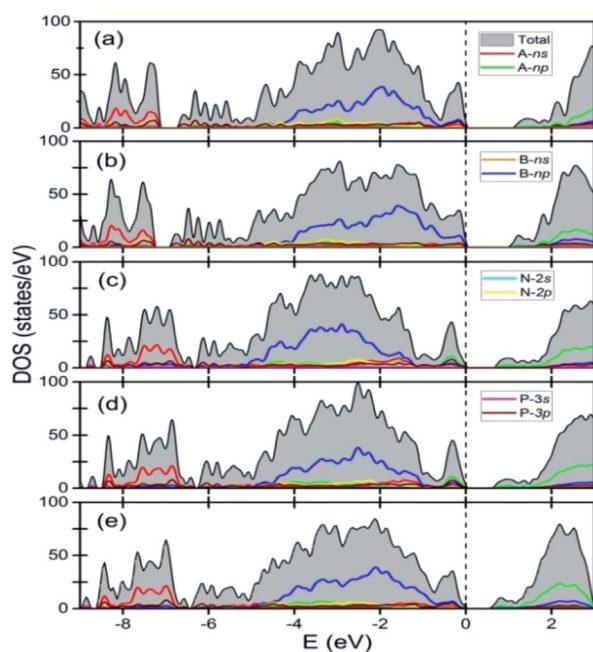 DOS (states/eV)
100
(a)
Total
A-ns
A-np
50
0
100
(b)
B-ns
B-np
50
0
100
(c)
N-2s
N-2p
50
0
100
(d)
P-3s
P-3p
50
0
100
(e)
50
0
-8 -6 -4 -2 0 2
E (eV)